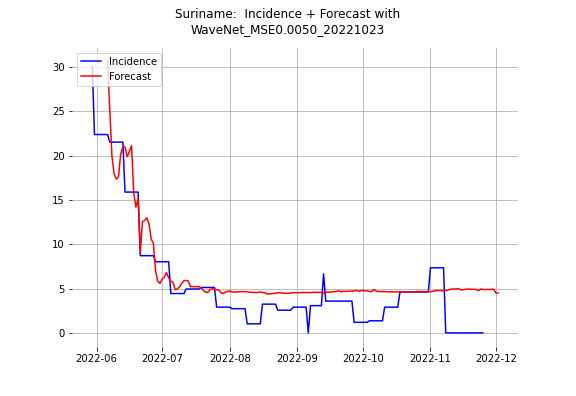 Suriname:  Incidence + Forecast with
WaveNet_MSE0.0050_20221023
Incidence
Forecast
30
25
20
15
10
5
0
2022-06 2022-07 2022-08 2022-09 2022-10 2022-11 2022-12